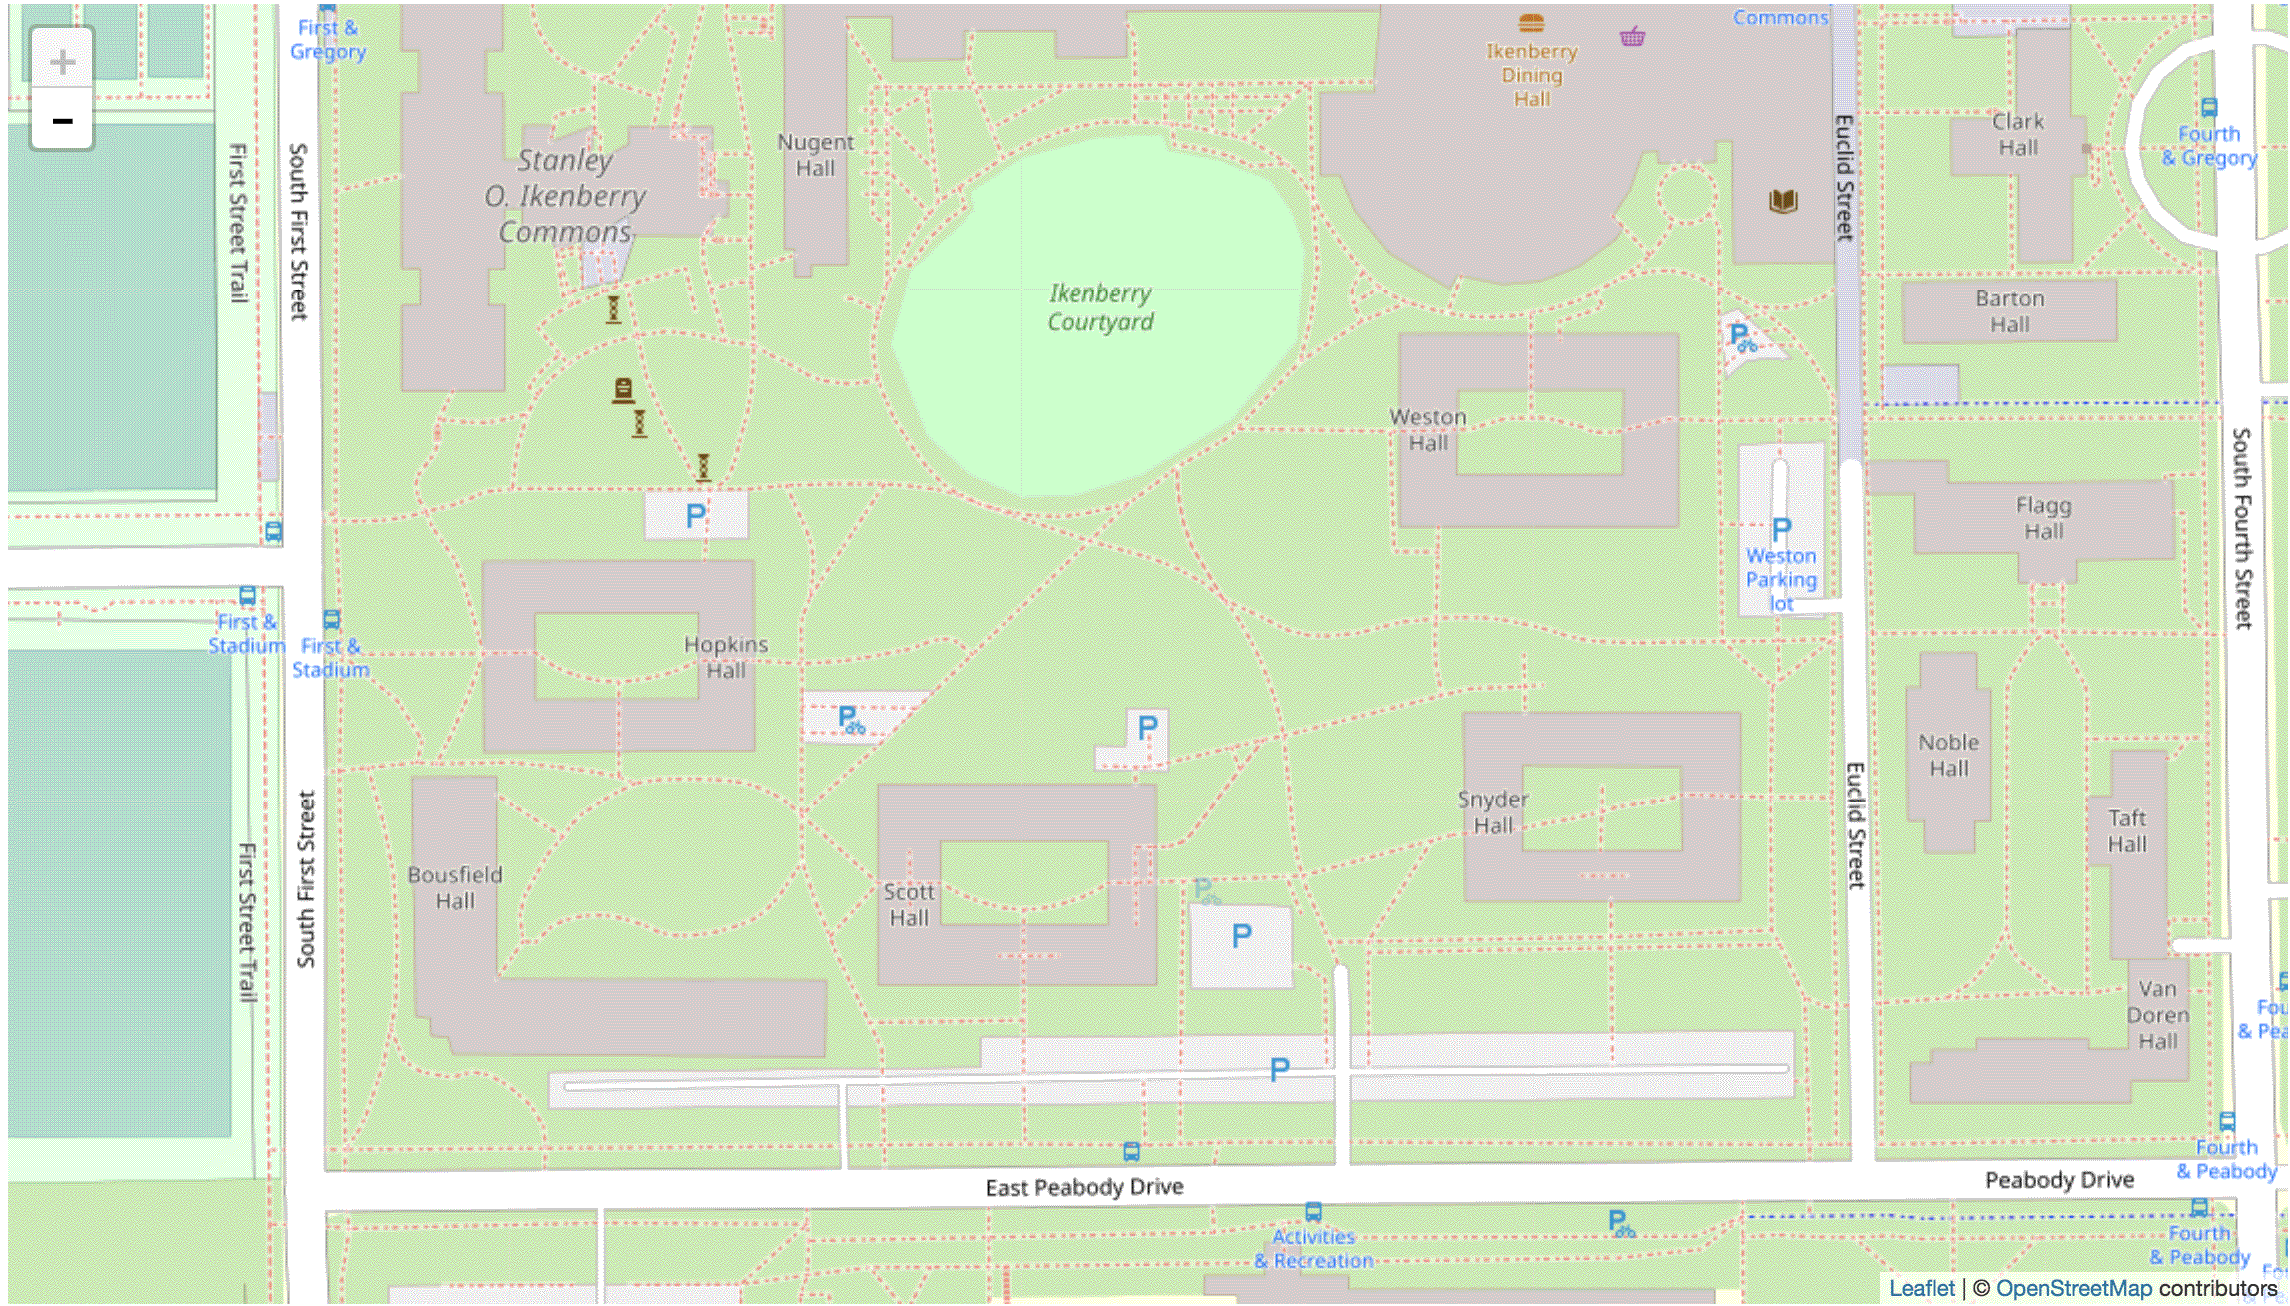 +
-
First &
Gregory
Commons
Ikenberry
Dining
Hall
Nugent
Hall
Stanley
O. Ikenberry
Commons
Clark
Hall
Fourth
& Gregory
First Street Trail
South First Street
Euclid Street
Ikenberry
Courtyard
Barton
Hall
Weston
Hall
P
P
P
Weston
Parking
lot
Flagg
Hall
South Fourth Street
First &
Stadium
First &
Stadium
Hopkins
Hall
P
P
Noble
Hall
Snyder
Hall
Taft
Hall
Euclid Street
South First Street
First Street Trail
Bousfield
Hall
Scott
Hall
P
P
Van
Doren
Hall
P
East Peabody Drive
Peabody Drive
Fourth
& Peabody
Activities
& Recreation
P
Fourth
& Peabody
Leaflet | © OpenStreetMap contributors